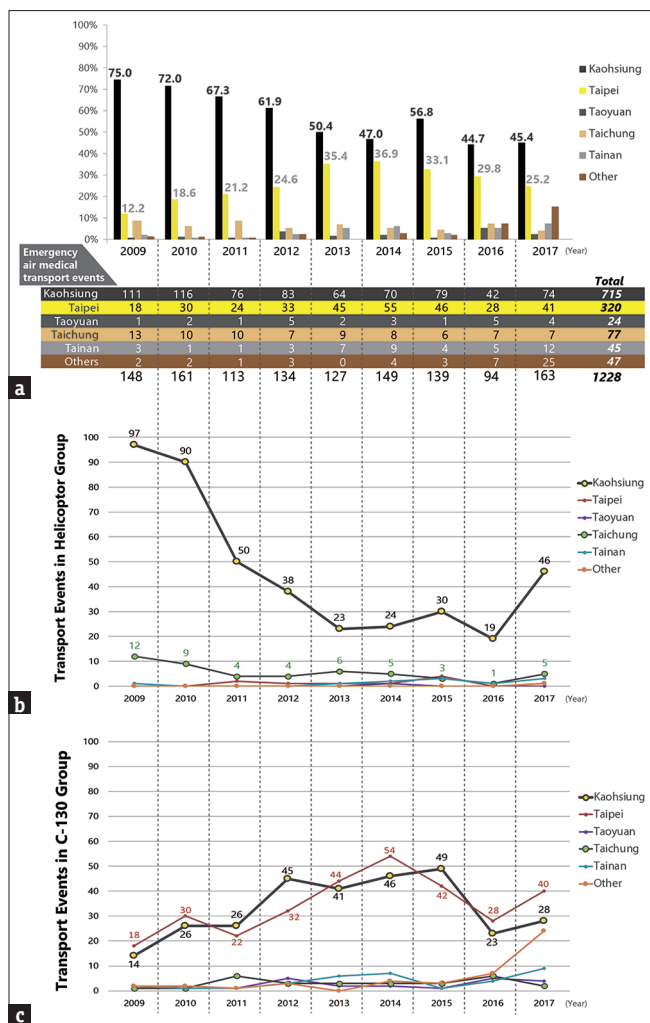 100%
90%
80%
70%
60%
50%
40%
30%
20%
10%
0%
75.0
72.0
67.3
61.9
50.4
47.0
56.8
44.7
45.4
12.2
18.6
21.2
24.6
35.4
36.9
33.1
29.8
25.2
Kaohsiung
Taipei
Taoyuan
Taichung
Tainan
Other
2009 2010 2011 2012 2013 2014 2015 2016 2017 (Year)
Emergency
air medical
transport events
Total
Kaohsiung 111 116 76 83 64 70 79 42 74 715
Taipei 18 30 24 33 45 55 46 28 41 320
Taoyuan 1 2 1 5 2 3 1 5 4 24
Taichung 13 10 10 7 9 8 6 7 7 77
Tainan 3 1 1 3 7 9 4 5 12 45
Others 2 2 1 3 0 4 3 7 25 47
148 161 113 134 127 149 139 94 163 1228
a
Transport Events in Helicoptor Group
100
90
80
70
60
50
40
30
20
10
0
97
90
50
38
23
24
30
19
46
12
9
4
4
6
5
3
1
5
Kaohsiung
Taipei
Taoyuan
Taichung
Tainan
Other
2009 2010 2011 2012 2013 2014 2015 2016 2017 (Year)
b
Transport Events in C-130 Group
100
90
80
70
60
50
40
30
20
10
0
18
30
22
32
44
54
42
28
40
14
26
26
45
41
46
49
23
28
Kaohsiung
Taipei
Taoyuan
Taichung
Tainan
Other
2009 2010 2011 2012 2013 2014 2015 2016 2017 (Year)
c